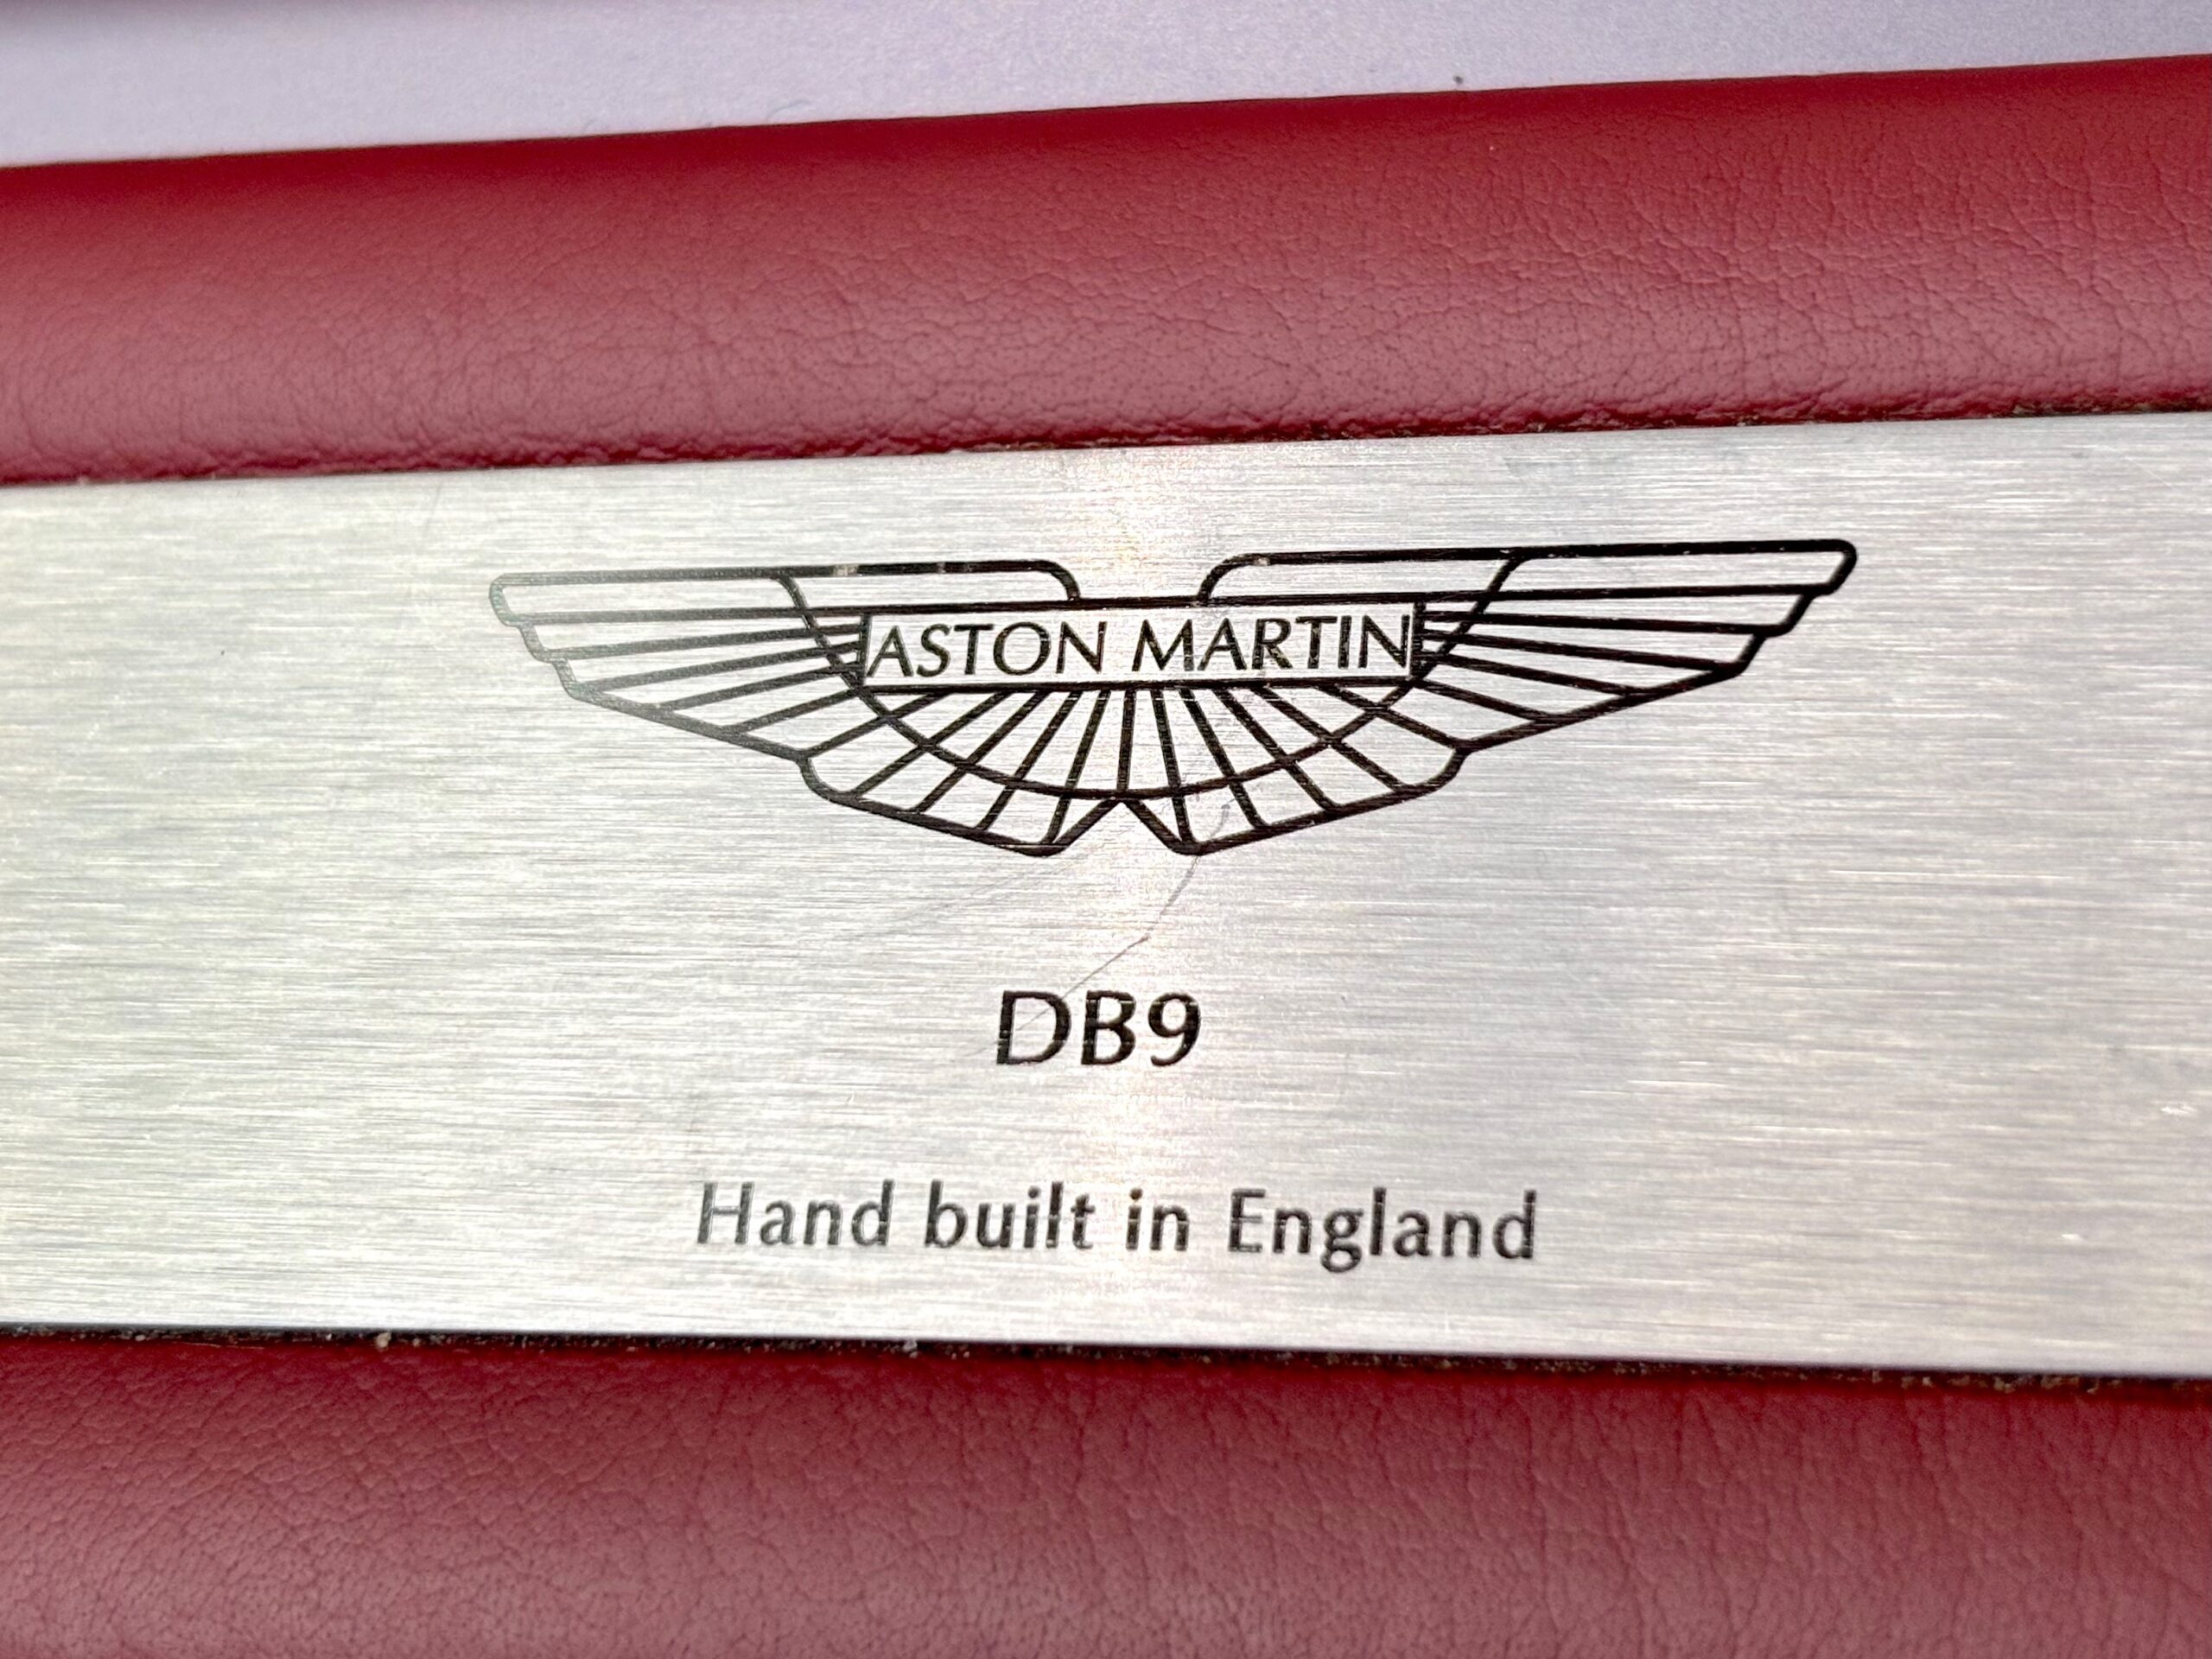 ASTON MARTIN
DB9
Hand built in England